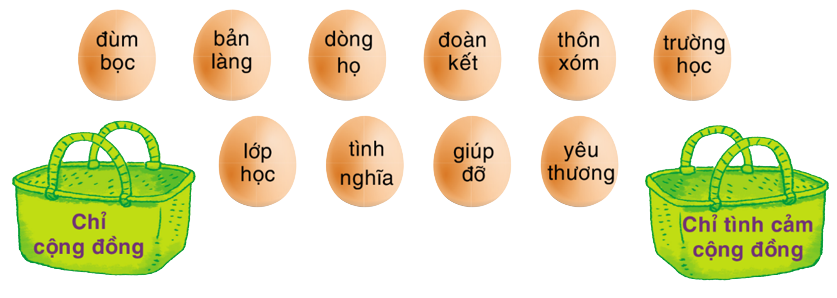 đùm
bọc
bản
làng
dòng
họ
đoàn
kết
thôn
xóm
trường
học
lớp
học
tình
nghĩa
giúp
đỡ
yêu
thương
Chỉ
cộng đồng
Chỉ tình cảm
cộng đồng